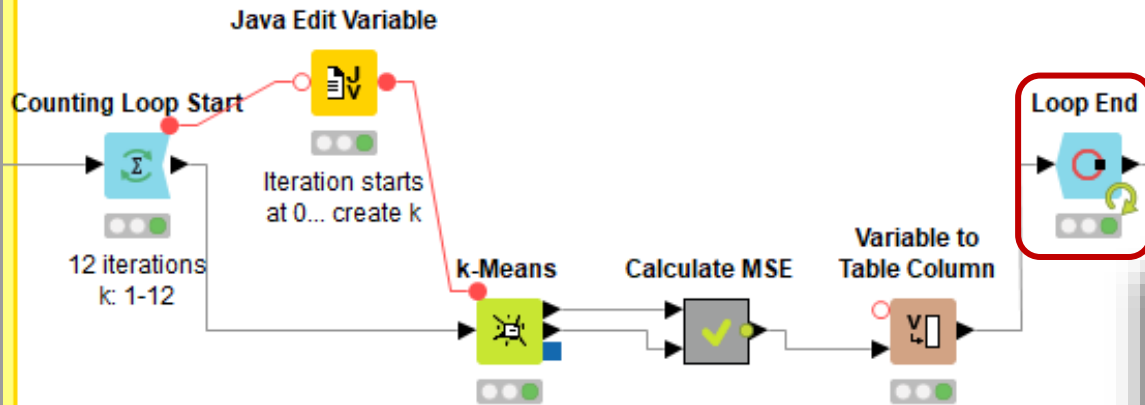 Java Edit Variable
Counting Loop Start
Loop End
J
V
Σ
Iteration starts
at 0... create k
12 iterations
k: 1-12
k-Means
Calculate MSE
Variable to
Table Column
V